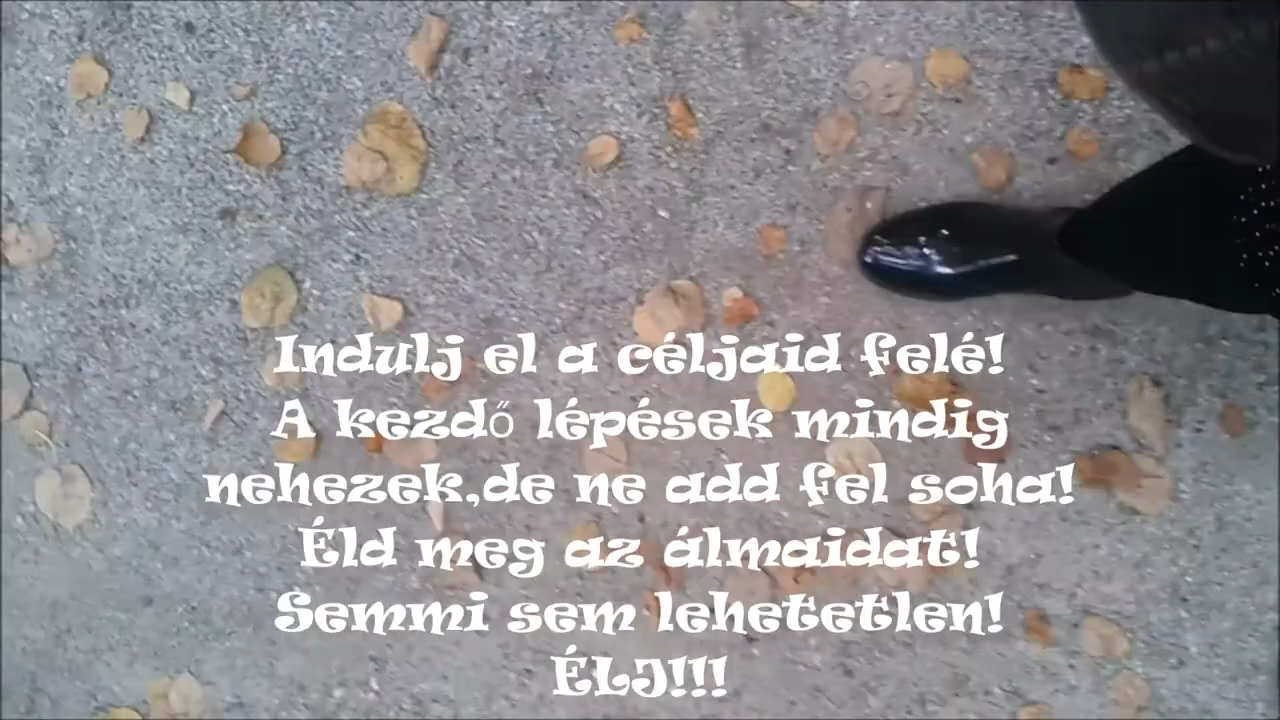 Indulj el a céljaid felé!
A kezdő lépések mindig
nehezek,de ne add fel soha!
Éld meg az álmaidat!
Semmi sem lehetetlen!
ÉLJ!!!